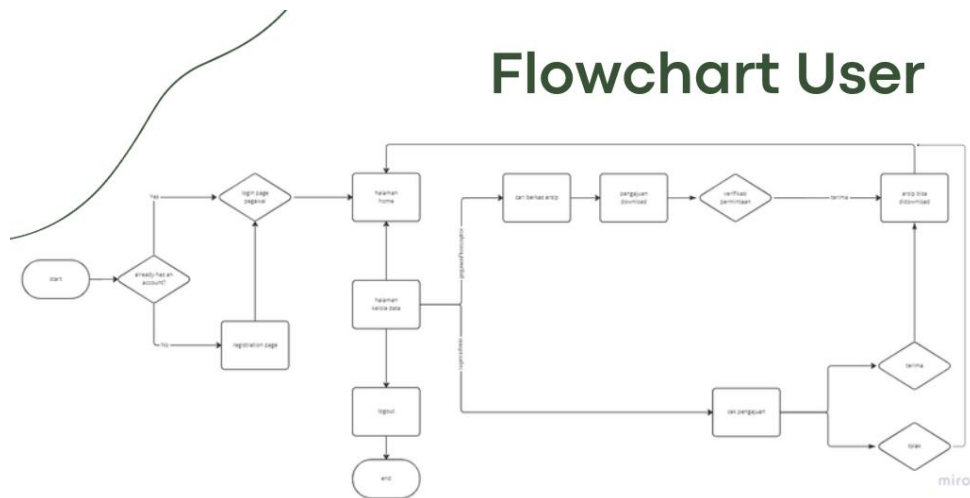 Flowchart User
Yes
login page
pegawai
halaman
home
cari berkas arsip
pengajuan
download
verifikasi
permintaan
terima
arsip bisa
didownload
start
already has an
account?
No
registration page
halaman
kelola data
terima
cek pengajuan
tolak
logout
end
miro